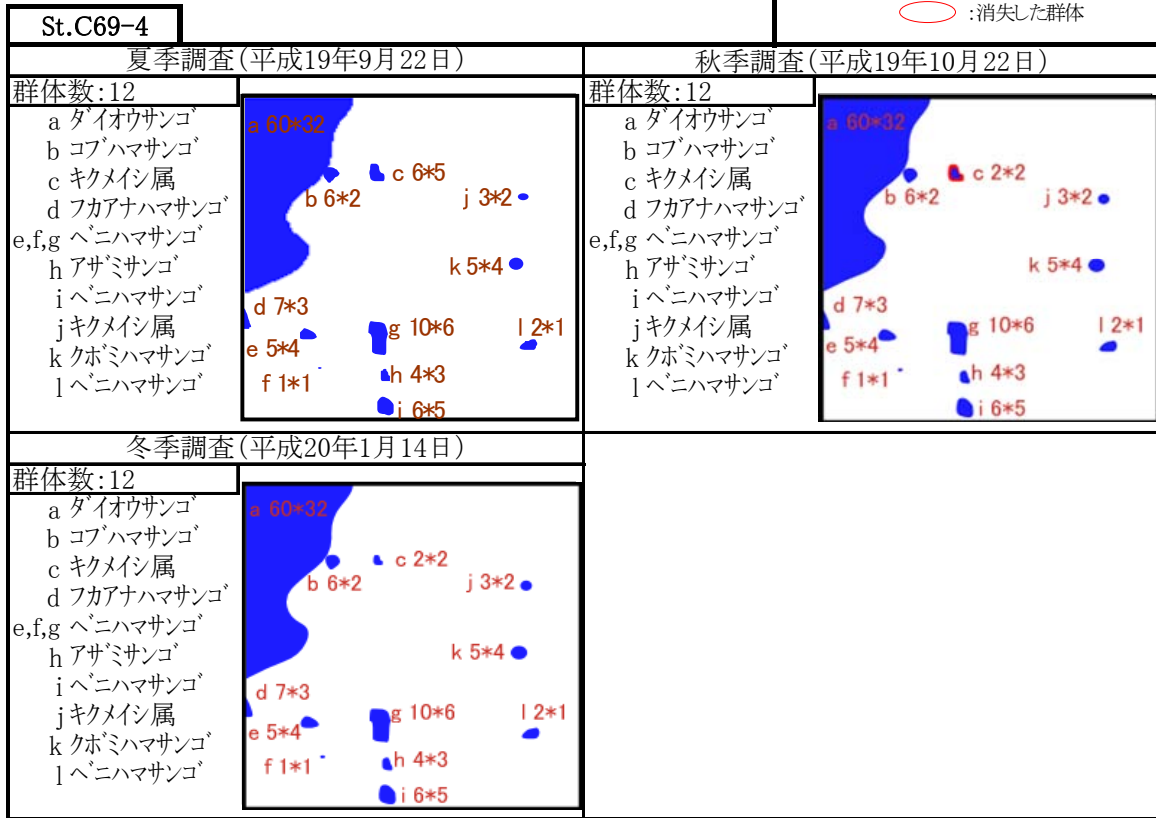 St.C69-4
:消失した群体
夏季調査(平成19年9月22日)
群体数:12
a ダイオウサンゴ
b コブハマサンゴ
c キクメイシ属
d フカアナハマサンゴ
e,f,g ベニハマサンゴ
h アザミサンゴ
i ベニハマサンゴ
j キクメイシ属
k クボミハマサンゴ
l ベニハマサンゴ
a 60*32
c 6*5
b 6*2
j 3*2
k 5*4
d 7*3
g 10*6
l 2*1
e 5*4
h 4*3
f 1*1
i 6*5
秋季調査(平成19年10月22日)
群体数:12
a ダイオウサンゴ
b コブハマサンゴ
c キクメイシ属
d フカアナハマサンゴ
e,f,g ベニハマサンゴ
h アザミサンゴ
i ベニハマサンゴ
j キクメイシ属
k クボミハマサンゴ
l ベニハマサンゴ
a 60*32
c 2*2
b 6*2
j 3*2
k 5*4
d 7*3
g 10*6
l 2*1
e 5*4
h 4*3
f 1*1
i 6*5
冬季調査(平成20年1月14日)
群体数:12
a ダイオウサンゴ
b コブハマサンゴ
c キクメイシ属
d フカアナハマサンゴ
e,f,g ベニハマサンゴ
h アザミサンゴ
i ベニハマサンゴ
j キクメイシ属
k クボミハマサンゴ
l ベニハマサンゴ
a 60*32
c 2*2
b 6*2
j 3*2
k 5*4
d 7*3
g 10*6
l 2*1
e 5*4
h 4*3
f 1*1
i 6*5